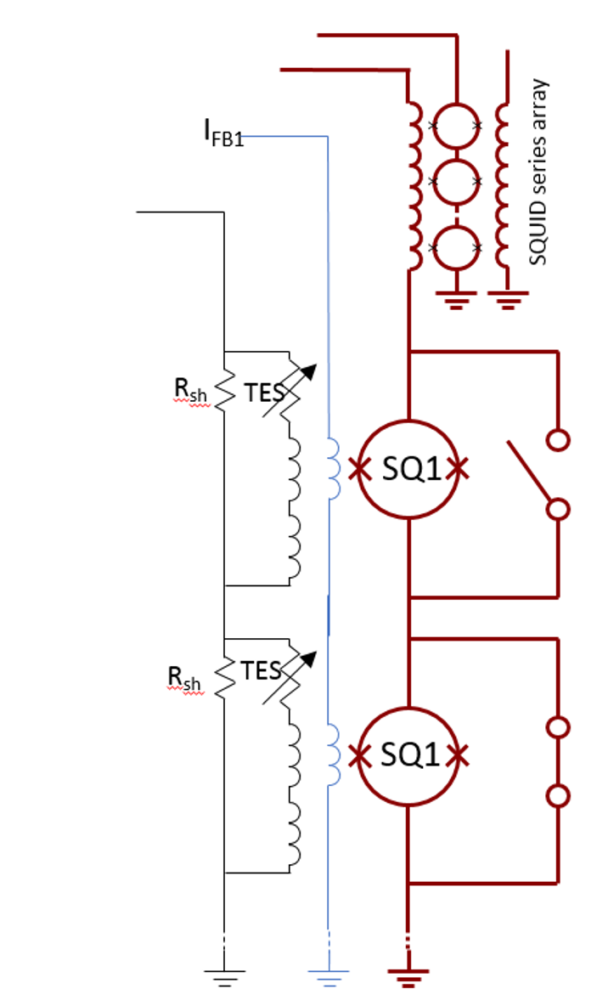 SQUID series array
I_FB1
R_sh
TES
SQ1
R_sh
TES
SQ1